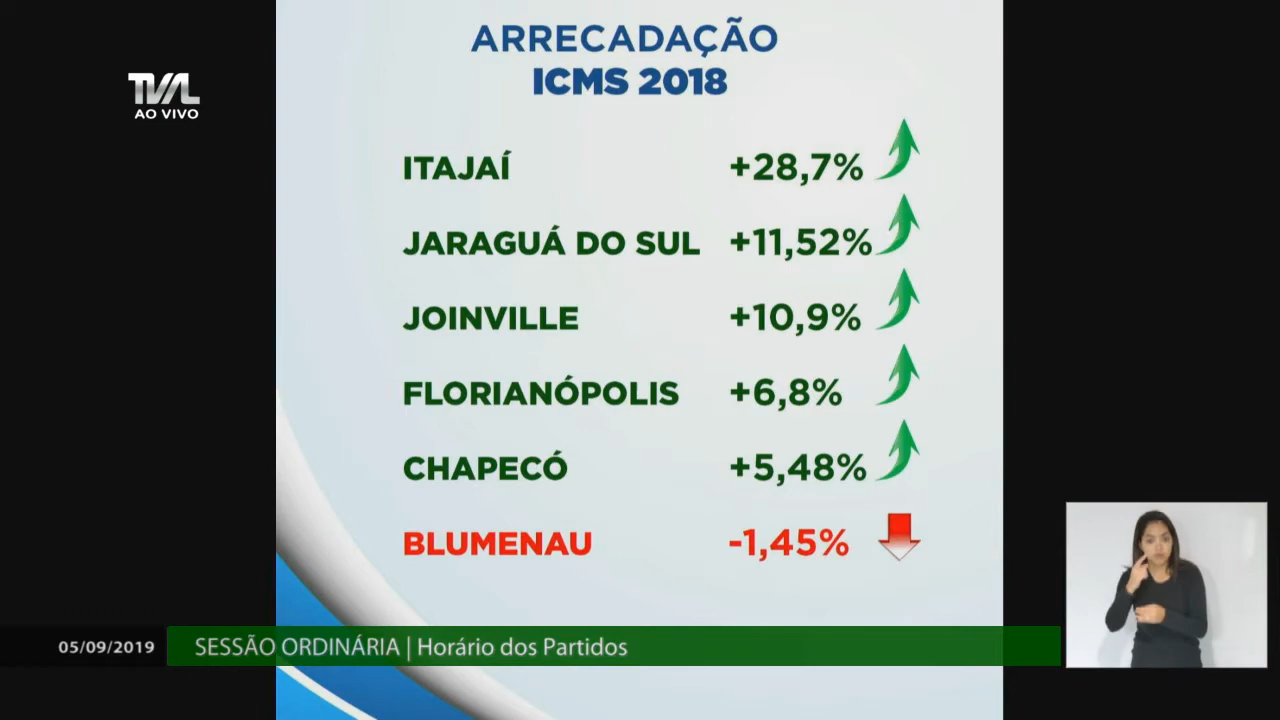 ARRECADAÇÃO
ICMS 2018
TVAL
AO VIVO
ITAJAÍ +28,7%
JARAGUÁ DO SUL +11,52%
JOINVILLE +10,9%
FLORIANÓPOLIS +6,8%
CHAPECÓ +5,48%
BLUMENAU -1,45%
05/09/2019 SESSÃO ORDINÁRIA | Horário dos Partidos